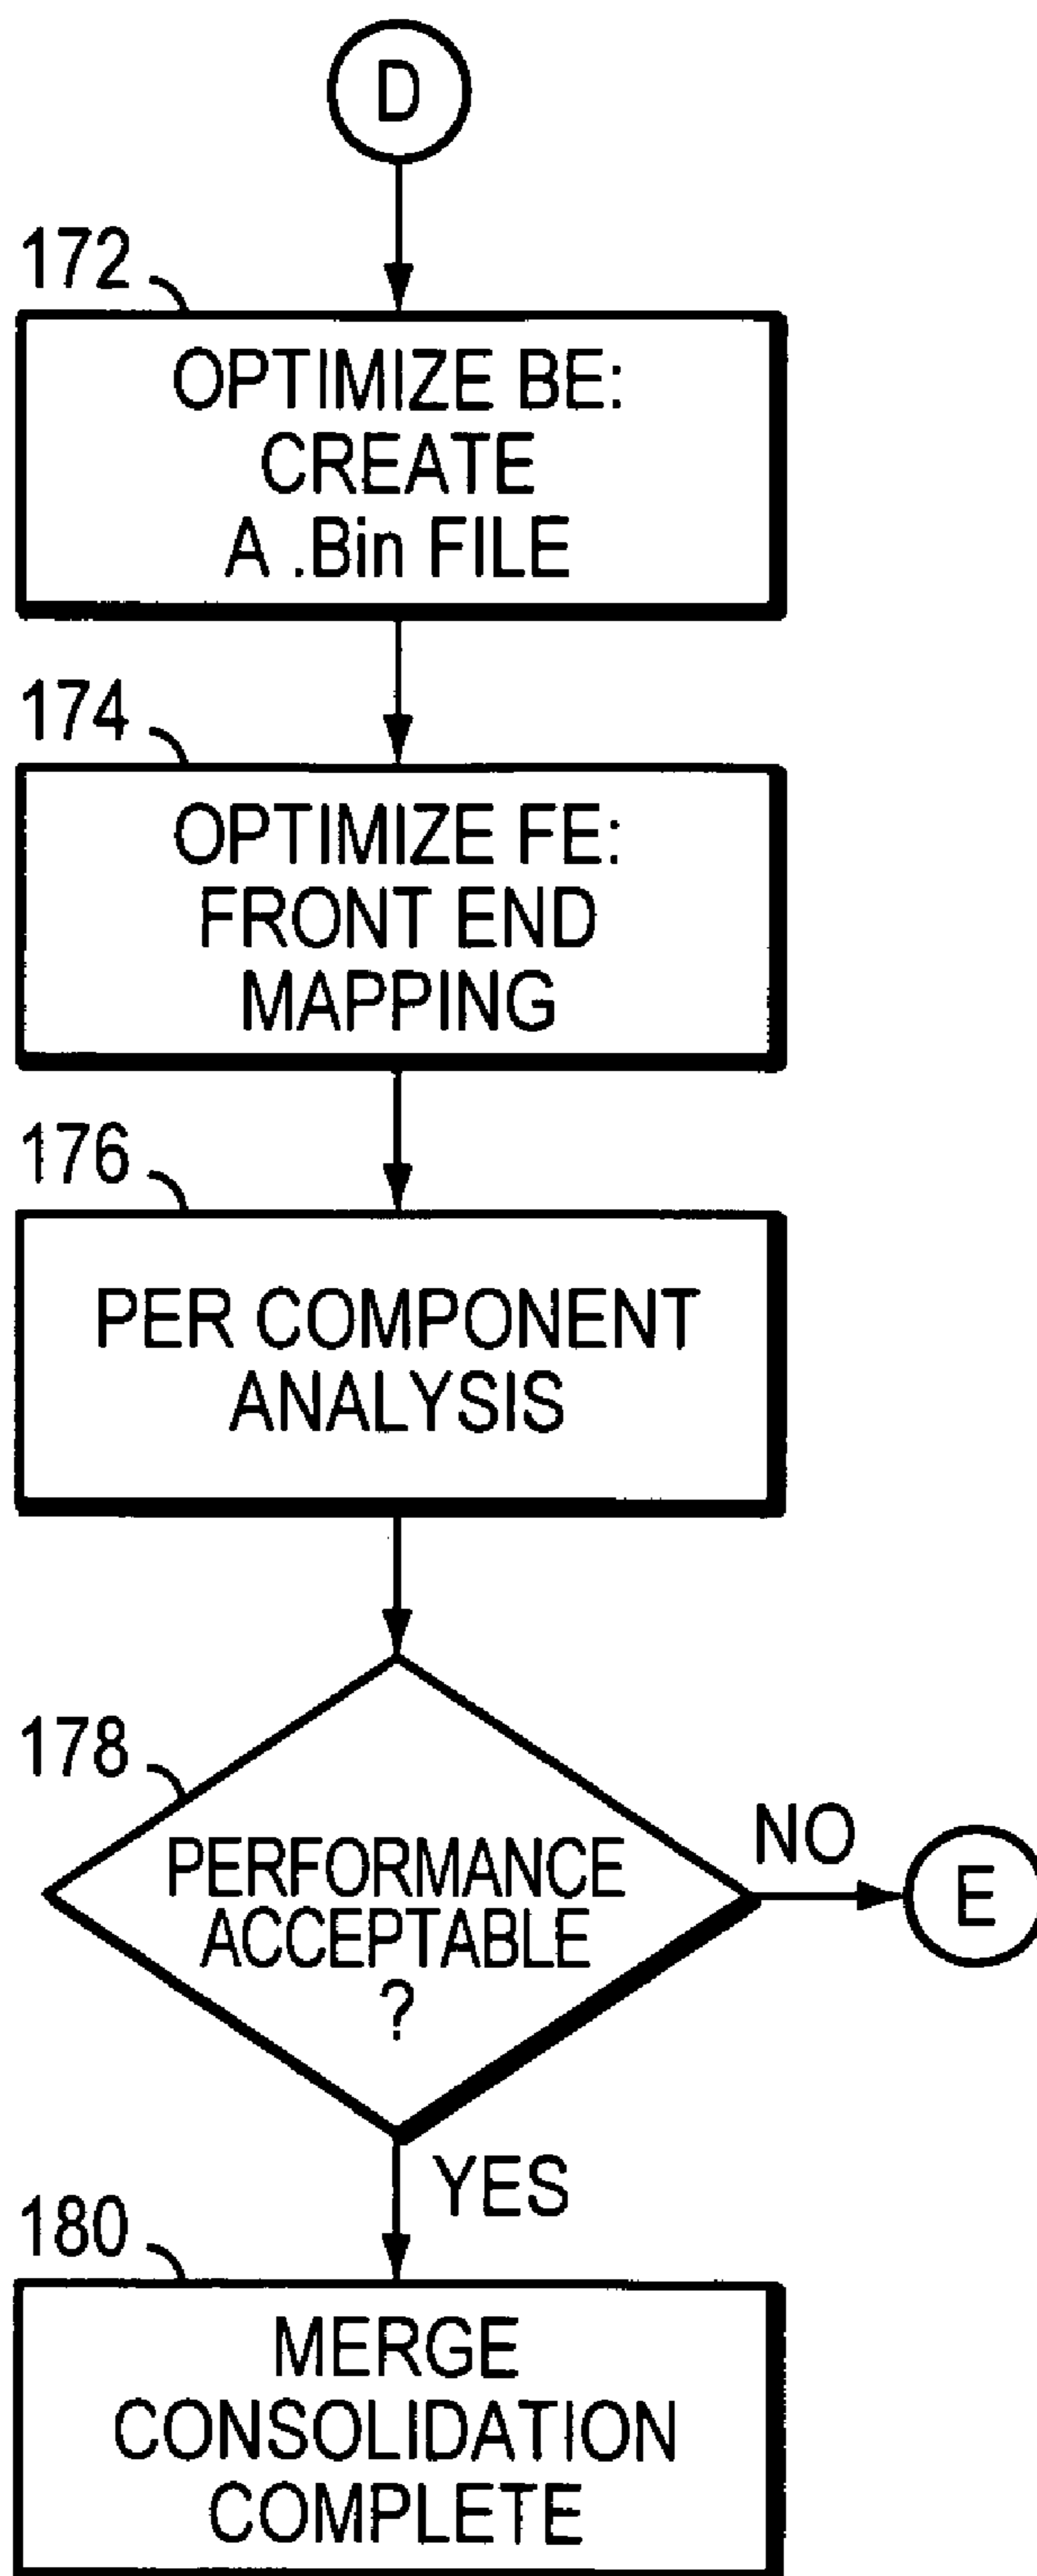 D
172
OPTIMIZE BE:
CREATE
A .Bin FILE
174
OPTIMIZE FE:
FRONT END
MAPPING
176
PER COMPONENT
ANALYSIS
178
PERFORMANCE
ACCEPTABLE
?
NO
E
YES
180
MERGE
CONSOLIDATION
COMPLETE